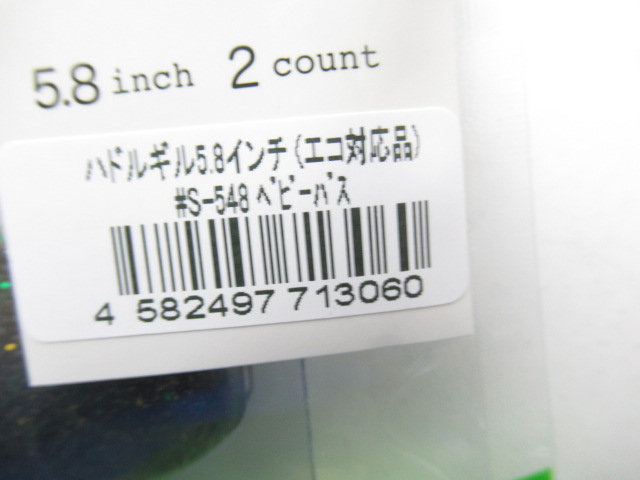 5.8 inch 2 count
ハドルギル5.8インチ(エコ対応品)
#S-548 ベビーバス
4 582497 713060